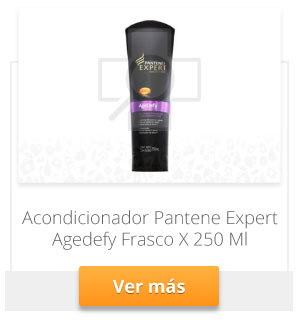 PANTENE
EXPERT
Agedefy
Acondicionador Pantene Expert
Agedefy Frasco X 250 Ml
Ver más